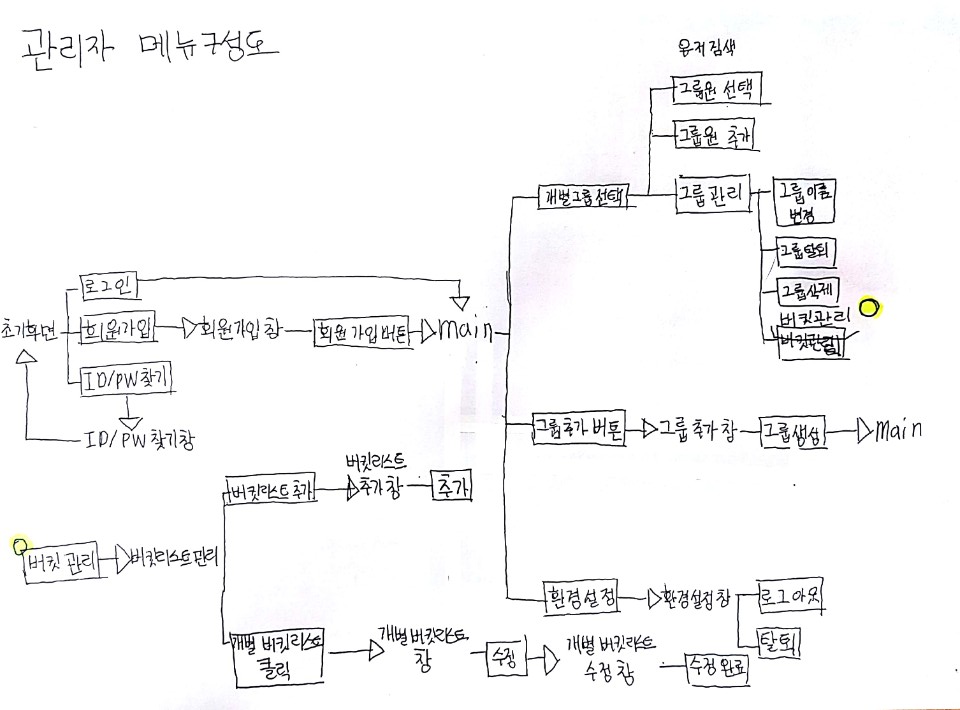 관리자 메뉴구성도
유저검색
그룹원 선택
그룹원 추가
개별그룹선택
그룹관리
그룹이름
변경
그룹탈퇴
그룹삭제
버킷관리
로그인
초기화면
회원가입
회원가입 창
회원가입버튼
main
ID/PW찾기
ID/PW찾기창
그룹추가버튼
그룹추가창
그룹생성
main
버킷리스트추가
버킷리스트
추가창
추가
버킷 관리
버킷리스트관리
환경설정
환경설정창
로그아웃
탈퇴
개별 버킷리스트
클릭
개별버킷리스트
창
수정
개별 버킷리스트
수정창
수정완료